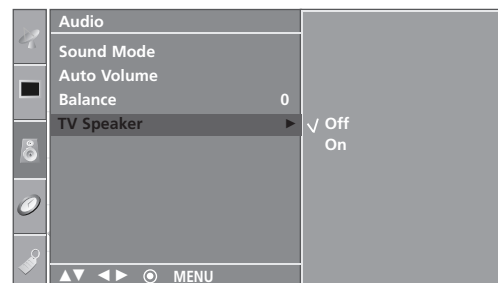 Audio
Sound Mode
Auto Volume
Balance 0
TV Speaker ► √ Off
On
▲▼ ◄► ◉ MENU